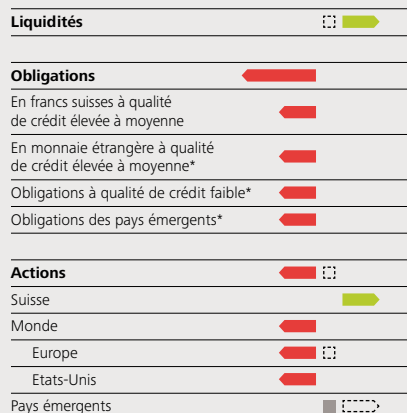 Liquidités
Obligations
En francs suisses à qualité
de crédit élevée à moyenne
En monnaie étrangère à qualité
de crédit élevée à moyenne*
Obligations à qualité de crédit faible*
Obligations des pays émergents*
Actions
Suisse
Monde
Europe
Etats-Unis
Pays émergents